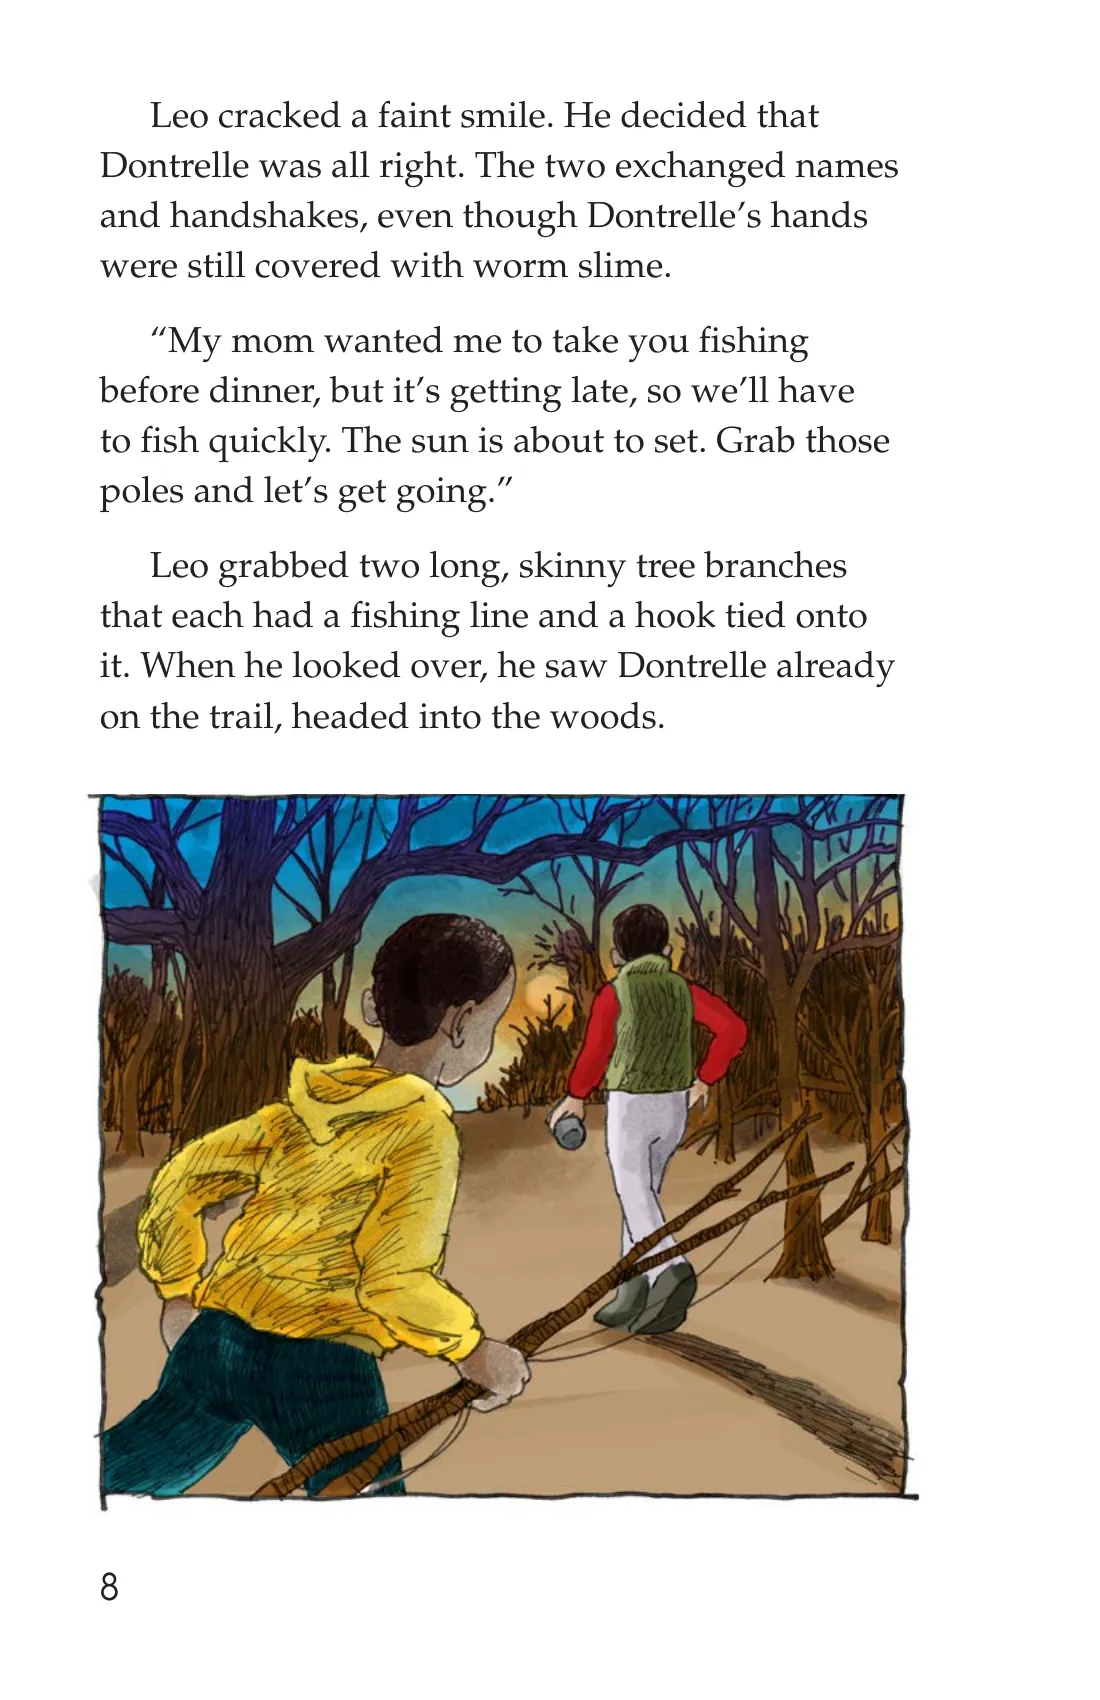 Leo cracked a faint smile. He decided that
Dontrelle was all right. The two exchanged names
and handshakes, even though Dontrelle’s hands
were still covered with worm slime.
“My mom wanted me to take you fishing
before dinner, but it’s getting late, so we’ll have
to fish quickly. The sun is about to set. Grab those
poles and let’s get going.”
Leo grabbed two long, skinny tree branches
that each had a fishing line and a hook tied onto
it. When he looked over, he saw Dontrelle already
on the trail, headed into the woods.
8